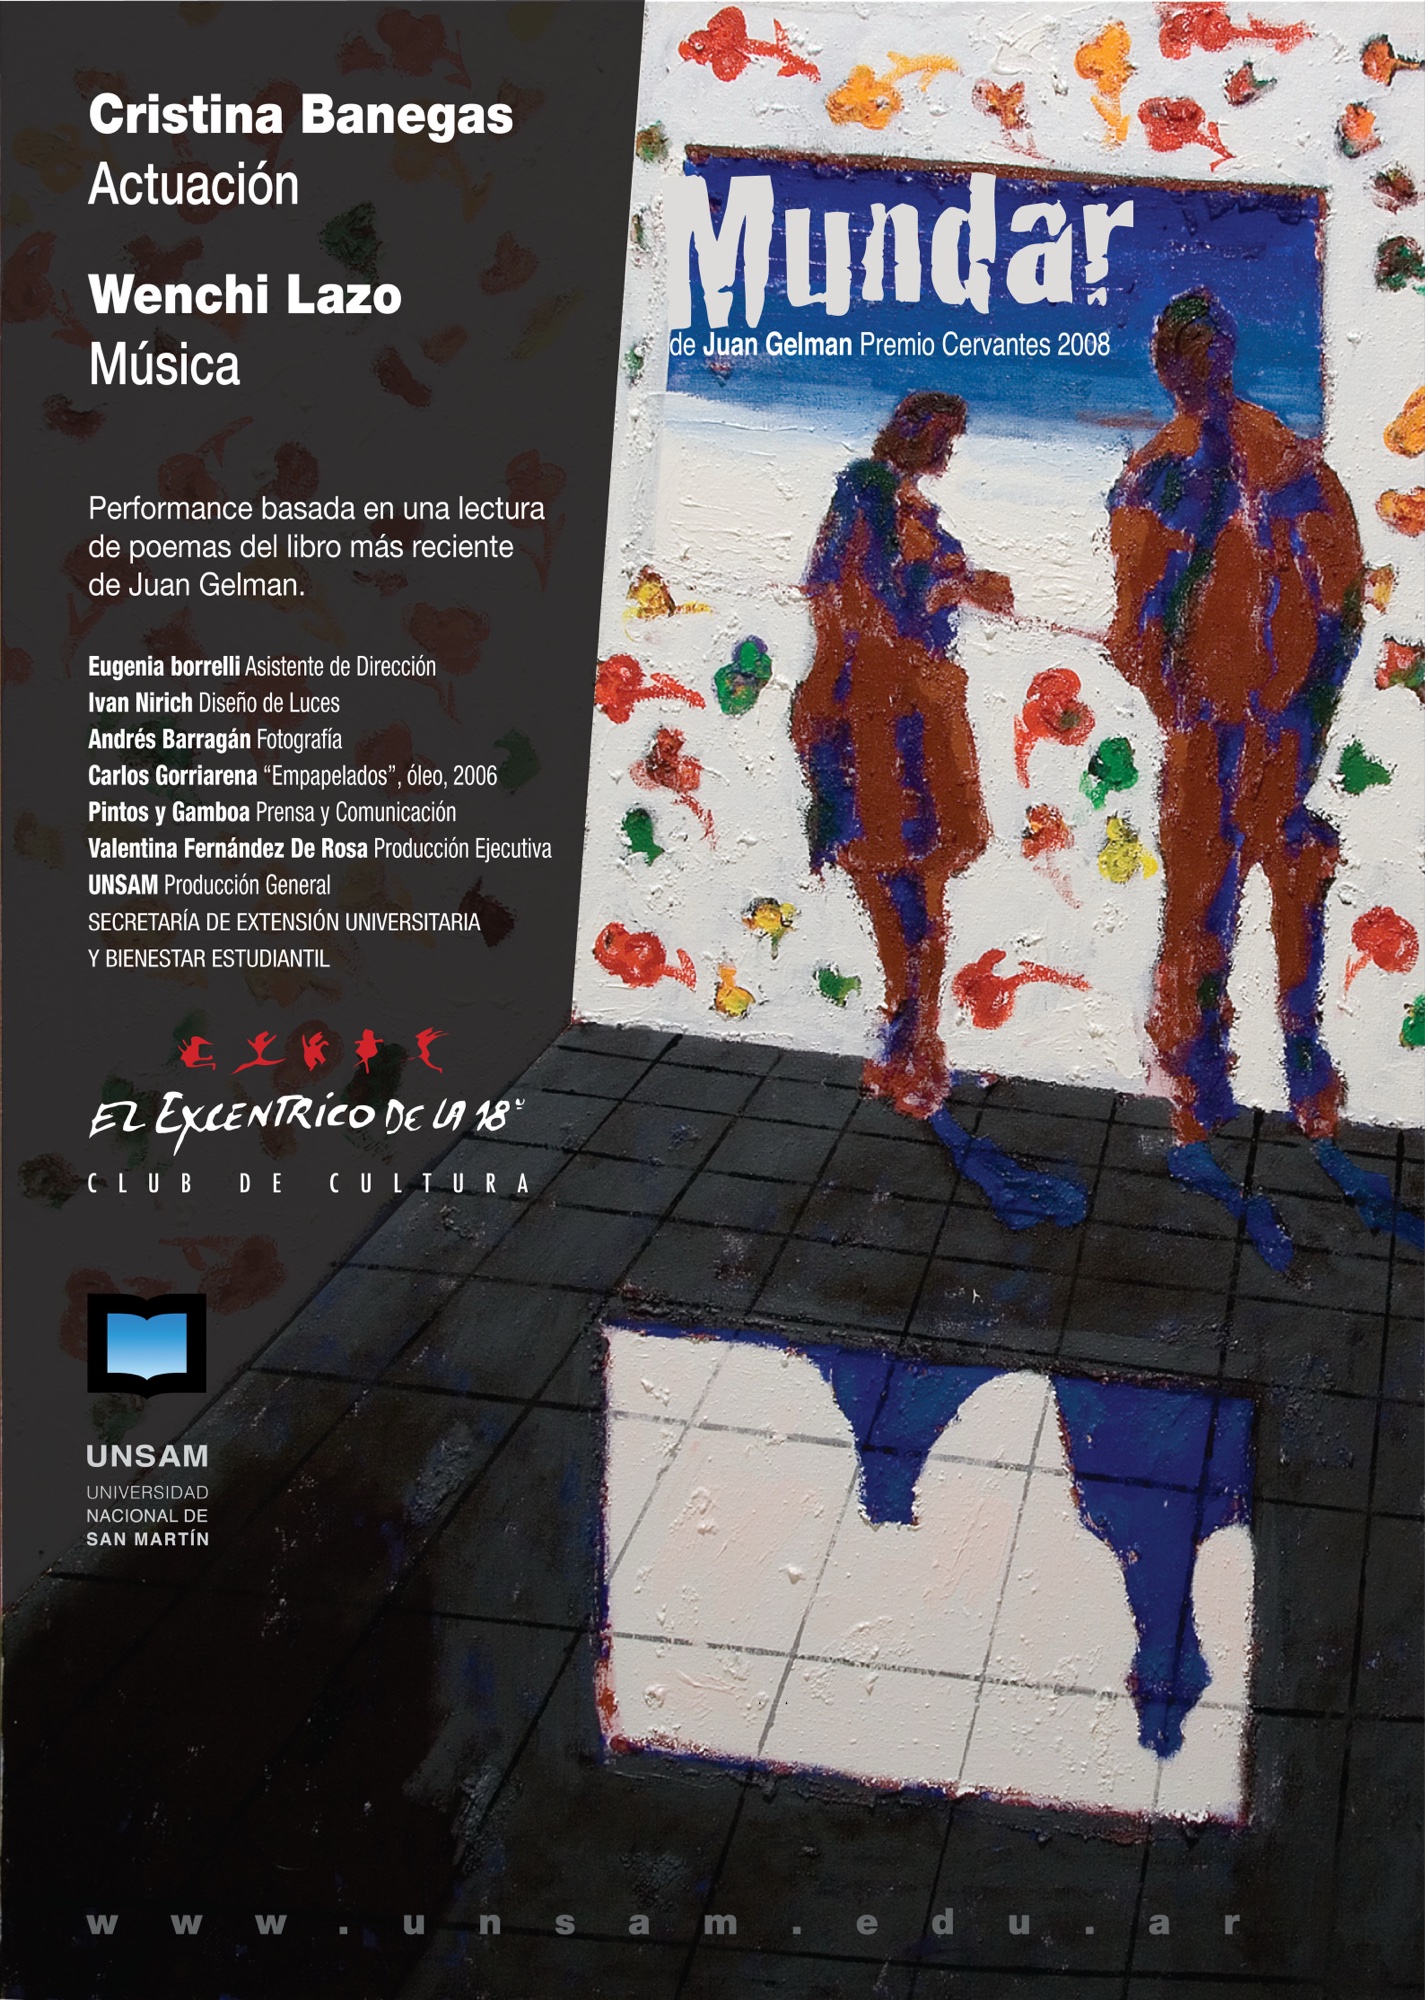 Cristina Banegas
Actuación
Wenchi Lazo
Música
Mundar
de Juan Gelman Premio Cervantes 2008
Performance basada en una lectura
de poemas del libro más reciente
de Juan Gelman.
Eugenia borrelli Asistente de Dirección
Ivan Nirich Diseño de Luces
Andrés Barragán Fotografía
Carlos Gorriarena “Empapelados”, óleo, 2006
Pintos y Gamboa Prensa y Comunicación
Valentina Fernández De Rosa Producción Ejecutiva
UNSAM Producción General
SECRETARÍA DE EXTENSIÓN UNIVERSITARIA
Y BIENESTAR ESTUDIANTIL
EL EXCENTRICO DE LA 18ª
CLUB DE CULTURA
UNSAM
UNIVERSIDAD
NACIONAL DE
SAN MARTÍN
www.unsam.edu.ar